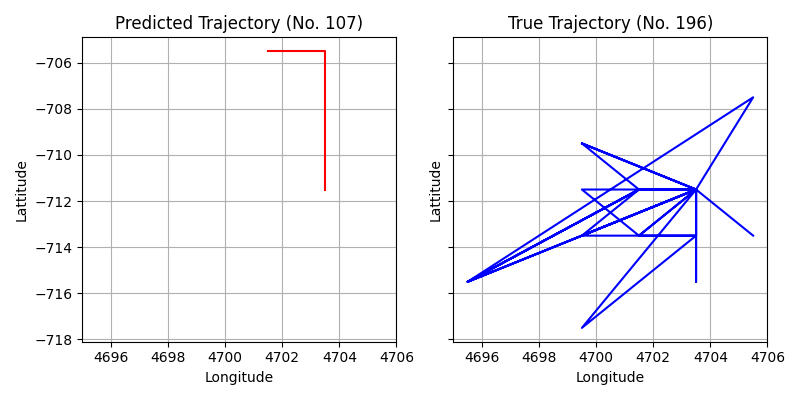 Predicted Trajectory (No. 107)
True Trajectory (No. 196)
−706
−708
−710
−712
−714
−716
−718
4696 4698 4700 4702 4704 4706
4696 4698 4700 4702 4704 4706
Lattitude
Lattitude
Longitude
Longitude